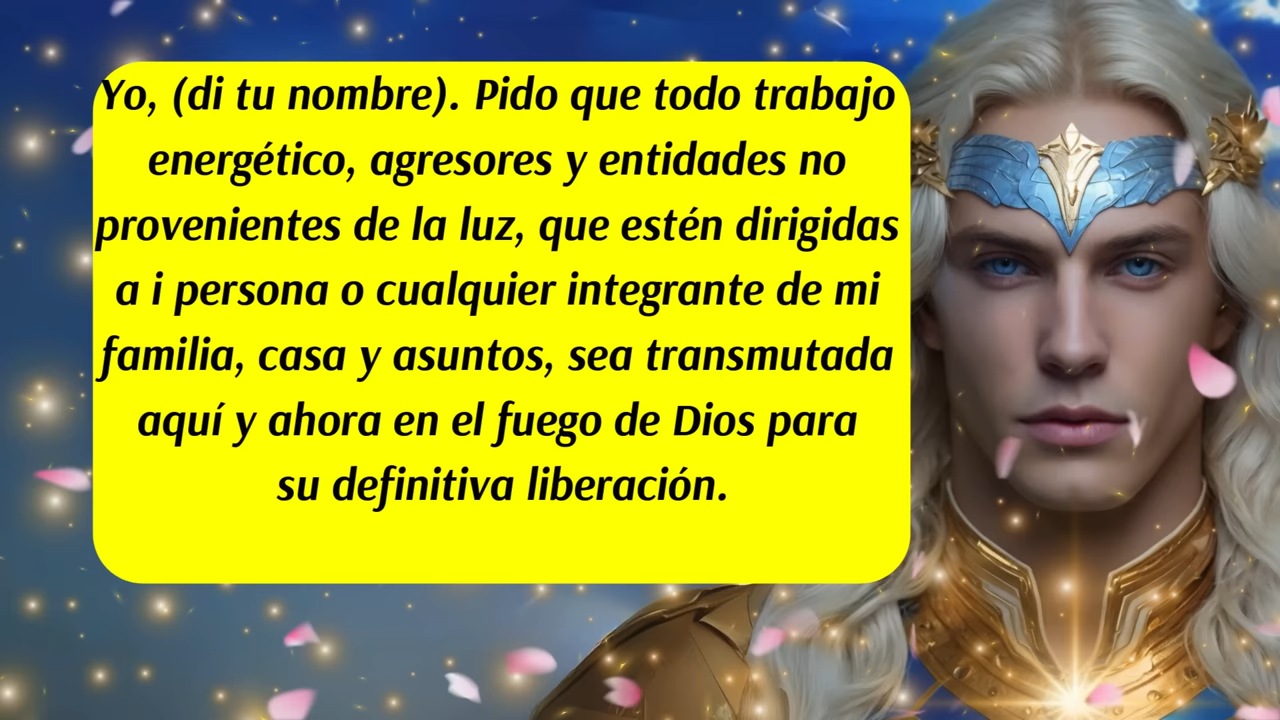 Yo, (di tu nombre). Pido que todo trabajo
energético, agresores y entidades no
provenientes de la luz, que estén dirigidas
a i persona o cualquier integrante de mi
familia, casa y asuntos, sea transmutada
aquí y ahora en el fuego de Dios para
su definitiva liberación.